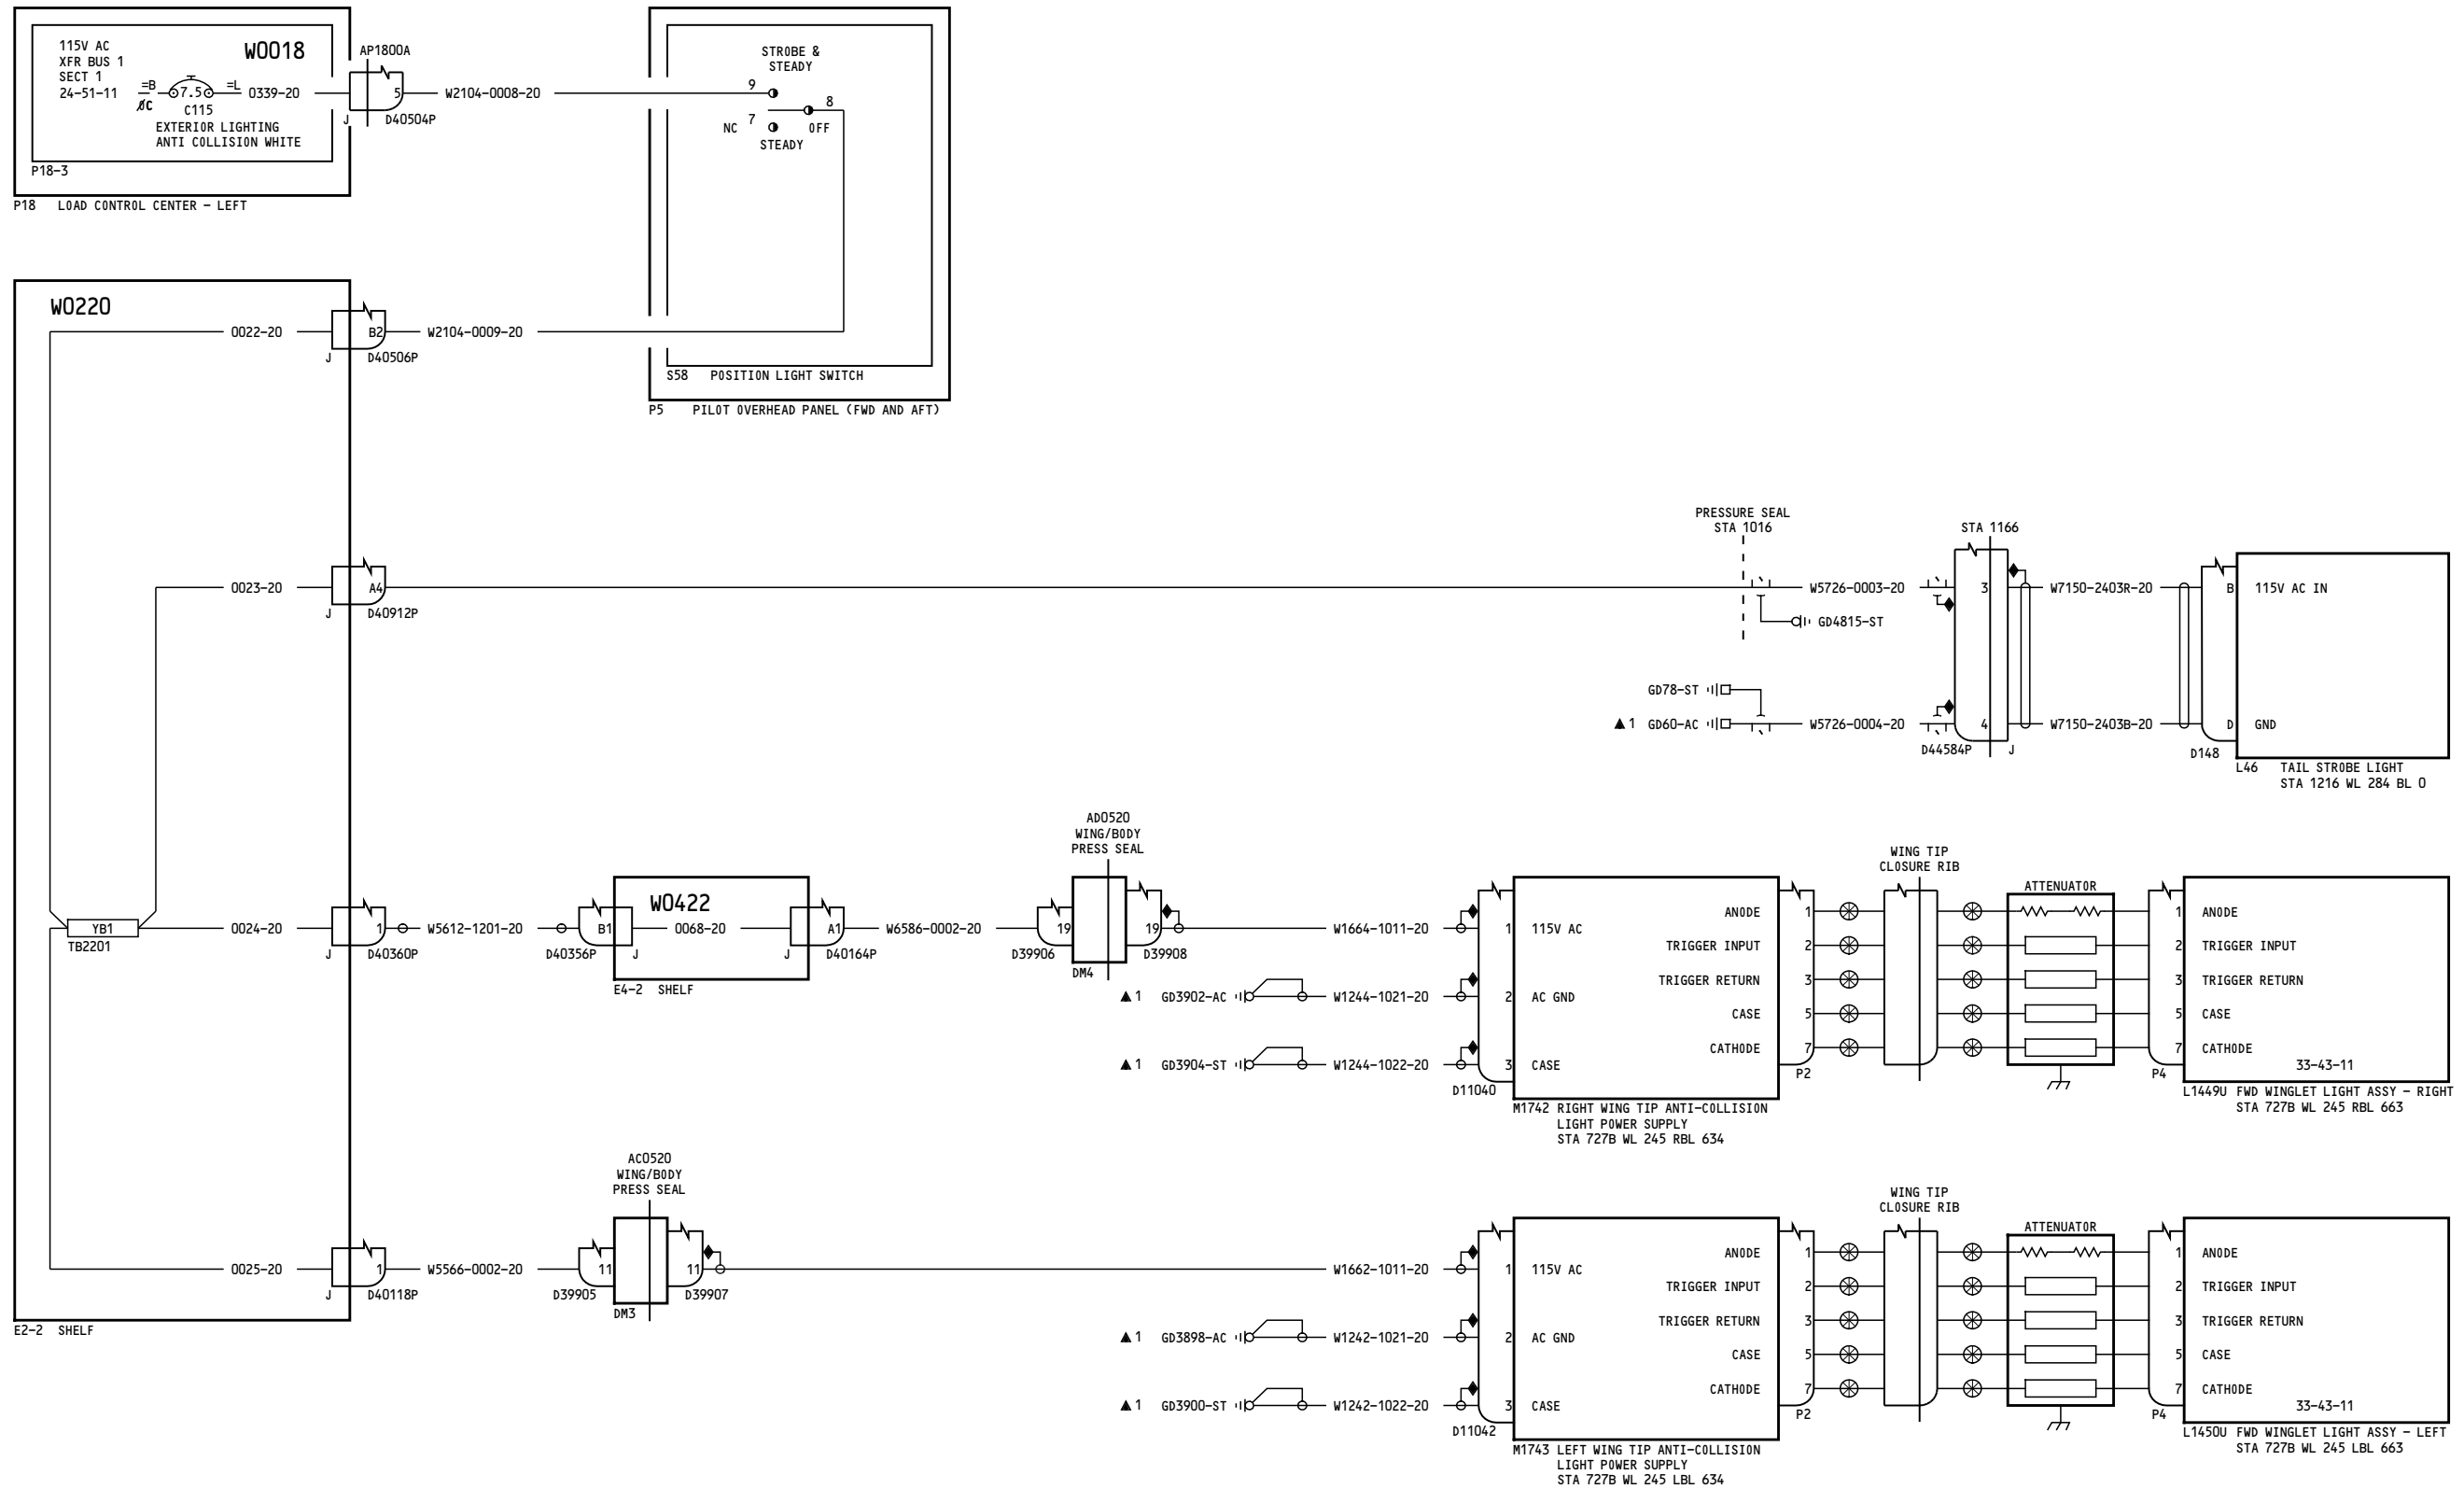 115V AC
XFR BUS 1
SECT 1
24-51-11
W0018
=B
7.5
=L
0339-20
ØC
C115
EXTERIOR LIGHTING
ANTI COLLISION WHITE
P18-3
P18 LOAD CONTROL CENTER - LEFT
AP1800A
5
J
D40504P
W2104-0008-20
STROBE &
STEADY
9
8
7
NC
OFF
STEADY
S58 POSITION LIGHT SWITCH
P5 PILOT OVERHEAD PANEL (FWD AND AFT)
W0220
0022-20
B2
J
D40506P
W2104-0009-20
0023-20
A4
J
D40912P
PRESSURE SEAL
STA 1016
W5726-0003-20
GD4815-ST
GD78-ST
▲ 1 GD60-AC
W5726-0004-20
STA 1166
3
4
D44584P
J
W7150-2403R-20
W7150-2403B-20
B
115V AC IN
D
GND
D148
L46 TAIL STROBE LIGHT
STA 1216 WL 284 BL 0
YB1
TB2201
0024-20
1
J
D40360P
W5612-1201-20
B1
D40356P
J
W0422
0068-20
A1
J
D40164P
E4-2 SHELF
W6586-0002-20
AD0520
WING/BODY
PRESS SEAL
19
19
D39906
D39908
DM4
W1664-1011-20
▲ 1 GD3902-AC
W1244-1021-20
▲ 1 GD3904-ST
W1244-1022-20
1
115V AC
2
AC GND
3
CASE
D11040
ANODE
1
TRIGGER INPUT
2
TRIGGER RETURN
3
CASE
5
CATHODE
7
P2
M1742 RIGHT WING TIP ANTI-COLLISION
LIGHT POWER SUPPLY
STA 727B WL 245 RBL 634
WING TIP
CLOSURE RIB
ATTENUATOR
1
ANODE
2
TRIGGER INPUT
3
TRIGGER RETURN
5
CASE
7
CATHODE
P4
33-43-11
L1449U FWD WINGLET LIGHT ASSY - RIGHT
STA 727B WL 245 RBL 663
0025-20
1
J
D40118P
E2-2 SHELF
W5566-0002-20
AC0520
WING/BODY
PRESS SEAL
11
11
D39905
D39907
DM3
W1662-1011-20
▲ 1 GD3898-AC
W1242-1021-20
▲ 1 GD3900-ST
W1242-1022-20
1
115V AC
2
AC GND
3
CASE
D11042
ANODE
1
TRIGGER INPUT
2
TRIGGER RETURN
3
CASE
5
CATHODE
7
P2
M1743 LEFT WING TIP ANTI-COLLISION
LIGHT POWER SUPPLY
STA 727B WL 245 LBL 634
WING TIP
CLOSURE RIB
ATTENUATOR
1
ANODE
2
TRIGGER INPUT
3
TRIGGER RETURN
5
CASE
7
CATHODE
P4
33-43-11
L1450U FWD WINGLET LIGHT ASSY - LEFT
STA 727B WL 245 LBL 663